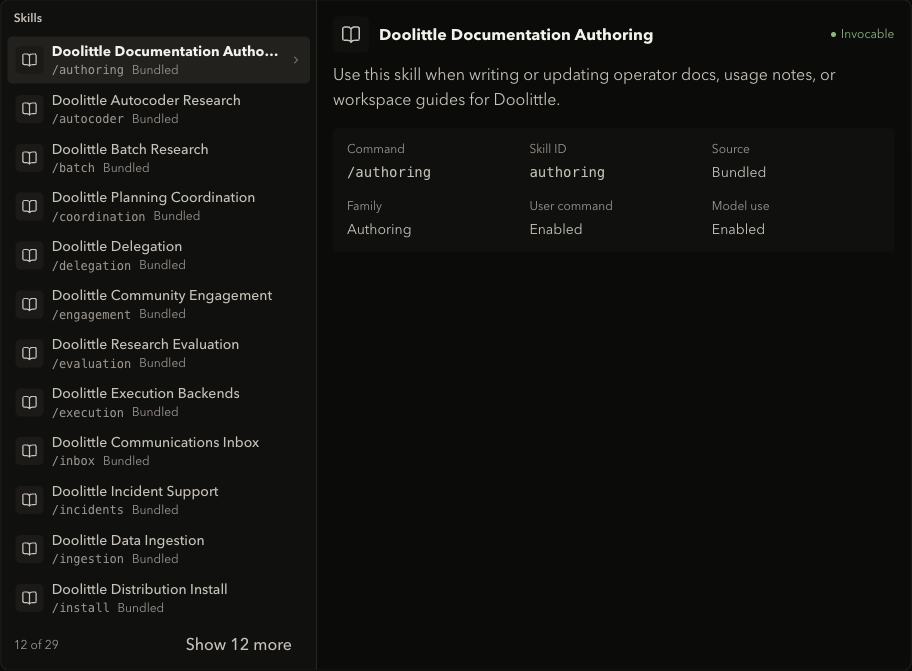 Skills
Doolittle Documentation Autho...
/authoring Bundled
Doolittle Autocoder Research
/autocoder Bundled
Doolittle Batch Research
/batch Bundled
Doolittle Planning Coordination
/coordination Bundled
Doolittle Delegation
/delegation Bundled
Doolittle Community Engagement
/engagement Bundled
Doolittle Research Evaluation
/evaluation Bundled
Doolittle Execution Backends
/execution Bundled
Doolittle Communications Inbox
/inbox Bundled
Doolittle Incident Support
/incidents Bundled
Doolittle Data Ingestion
/ingestion Bundled
Doolittle Distribution Install
/install Bundled
12 of 29 Show 12 more
Doolittle Documentation Authoring
Invocable
Use this skill when writing or updating operator docs, usage notes, or
workspace guides for Doolittle.
Command Skill ID Source
/authoring authoring Bundled
Family User command Model use
Authoring Enabled Enabled